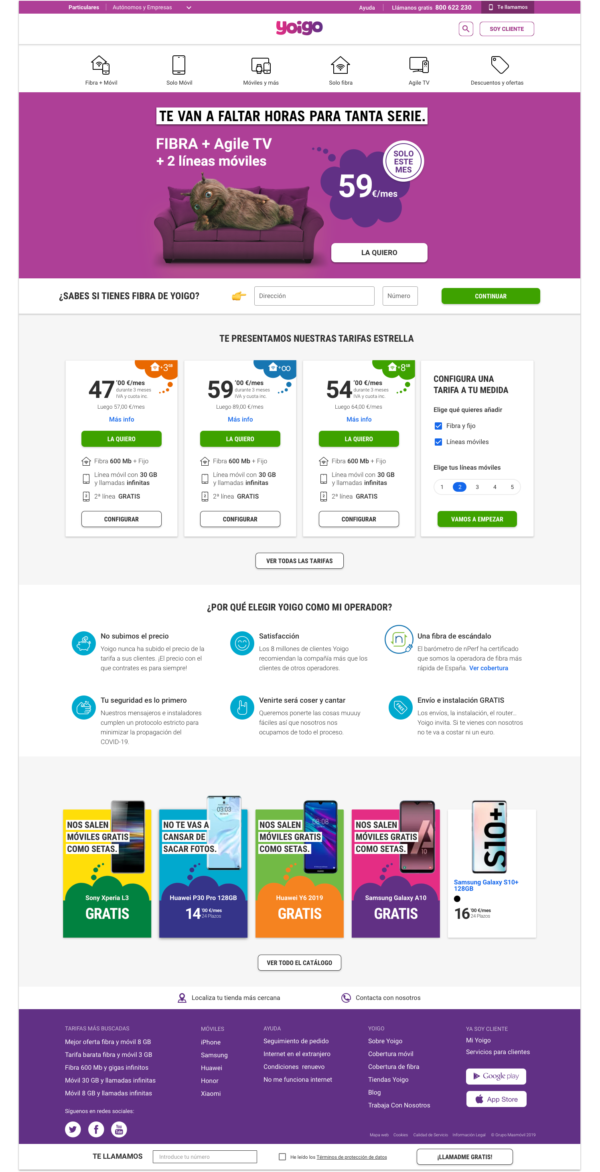 Particulares Autónomos y Empresas Ayuda Llámanos gratis 800 622 230 Te llamamos
yoigo SOY CLIENTE
Fibra + Móvil Solo Móvil Móviles y más Solo fibra Agile TV Descuentos y ofertas
TE VAN A FALTAR HORAS PARA TANTA SERIE.
FIBRA + Agile TV
+ 2 líneas móviles
SOLO
ESTE
MES
59 €/mes
LA QUIERO
¿SABES SI TIENES FIBRA DE YOIGO? Dirección Número CONTINUAR
TE PRESENTAMOS NUESTRAS TARIFAS ESTRELLA
47 '00 €/mes
durante 3 meses
IVA y cuota inc.
Luego 57,00 €/mes
Más info
LA QUIERO
Fibra 600 Mb + Fijo
Línea móvil con 30 GB
y llamadas infinitas
2ª línea GRATIS
CONFIGURAR
59 '00 €/mes
durante 3 meses
IVA y cuota inc.
Luego 89,00 €/mes
Más info
LA QUIERO
Fibra 600 Mb + Fijo
Línea móvil con 30 GB
y llamadas infinitas
2ª línea GRATIS
CONFIGURAR
54 '00 €/mes
durante 3 meses
IVA y cuota inc.
Luego 64,00 €/mes
Más info
LA QUIERO
Fibra 600 Mb + Fijo
Línea móvil con 30 GB
y llamadas infinitas
2ª línea GRATIS
CONFIGURAR
CONFIGURA UNA
TARIFA A TU MEDIDA
Elige qué quieres añadir
Fibra y fijo
Líneas móviles
Elige tus líneas móviles
1 2 3 4 5
VAMOS A EMPEZAR
VER TODAS LAS TARIFAS
¿POR QUÉ ELEGIR YOIGO COMO MI OPERADOR?
No subimos el precio
Yoigo nunca ha subido el precio de la
tarifa a sus clientes. ¡El precio con el
que contrates es para siempre!
Satisfacción
Los 8 millones de clientes Yoigo
recomiendan la compañía más que los
clientes de otros operadores.
Una fibra de escándalo
El barómetro de nPerf ha certificado
que somos la operadora de fibra más
rápida de España. Ver cobertura
Tu seguridad es lo primero
Nuestros mensajeros e instaladores
cumplen un protocolo estricto para
minimizar la propagación del
COVID-19.
Venirte será coser y cantar
Queremos ponerte las cosas muuuy
fáciles así que nosotros nos
ocupamos de todo el proceso.
Envío e instalación GRATIS
Los envíos, la instalación, el router...
Yoigo invita. Si te vienes con nosotros
no te va a costar ni un euro.
NOS SALEN
MÓVILES GRATIS
COMO SETAS.
Sony Xperia L3
GRATIS
NO TE VAS A
CANSAR DE
SACAR FOTOS.
Huawei P30 Pro 128GB
14 '00 €/mes
24 Plazos
NOS SALEN
MÓVILES GRATIS
COMO SETAS.
Huawei Y6 2019
GRATIS
NOS SALEN
MÓVILES GRATIS
COMO SETAS.
Samsung Galaxy A10
GRATIS
S10+
Samsung Galaxy S10+
128GB
16 '00 €/mes
24 Plazos
VER TODO EL CATÁLOGO
Localiza tu tienda más cercana Contacta con nosotros
TARIFAS MÁS BUSCADAS
Mejor oferta fibra y móvil 8 GB
Tarifa barata fibra y móvil 3 GB
Fibra 600 Mb y gigas infinitos
Móvil 30 GB y llamadas infinitas
Móvil 8 GB y llamadas infinitas
Síguenos en redes sociales:
MÓVILES
iPhone
Samsung
Huawei
Honor
Xiaomi
AYUDA
Seguimiento de pedido
Internet en el extranjero
Condiciones renuevo
No me funciona internet
YOIGO
Sobre Yoigo
Cobertura móvil
Cobertura de fibra
Tiendas Yoigo
Blog
Trabaja Con Nosotros
YA SOY CLIENTE
Mi Yoigo
Servicios para clientes
Google play
App Store
Mapa web Cookies Calidad de Servicio Información Legal © Grupo Masmóvil 2019
TE LLAMAMOS Introduce tu número He leído los Términos de protección de datos ¡LLAMADME GRATIS!